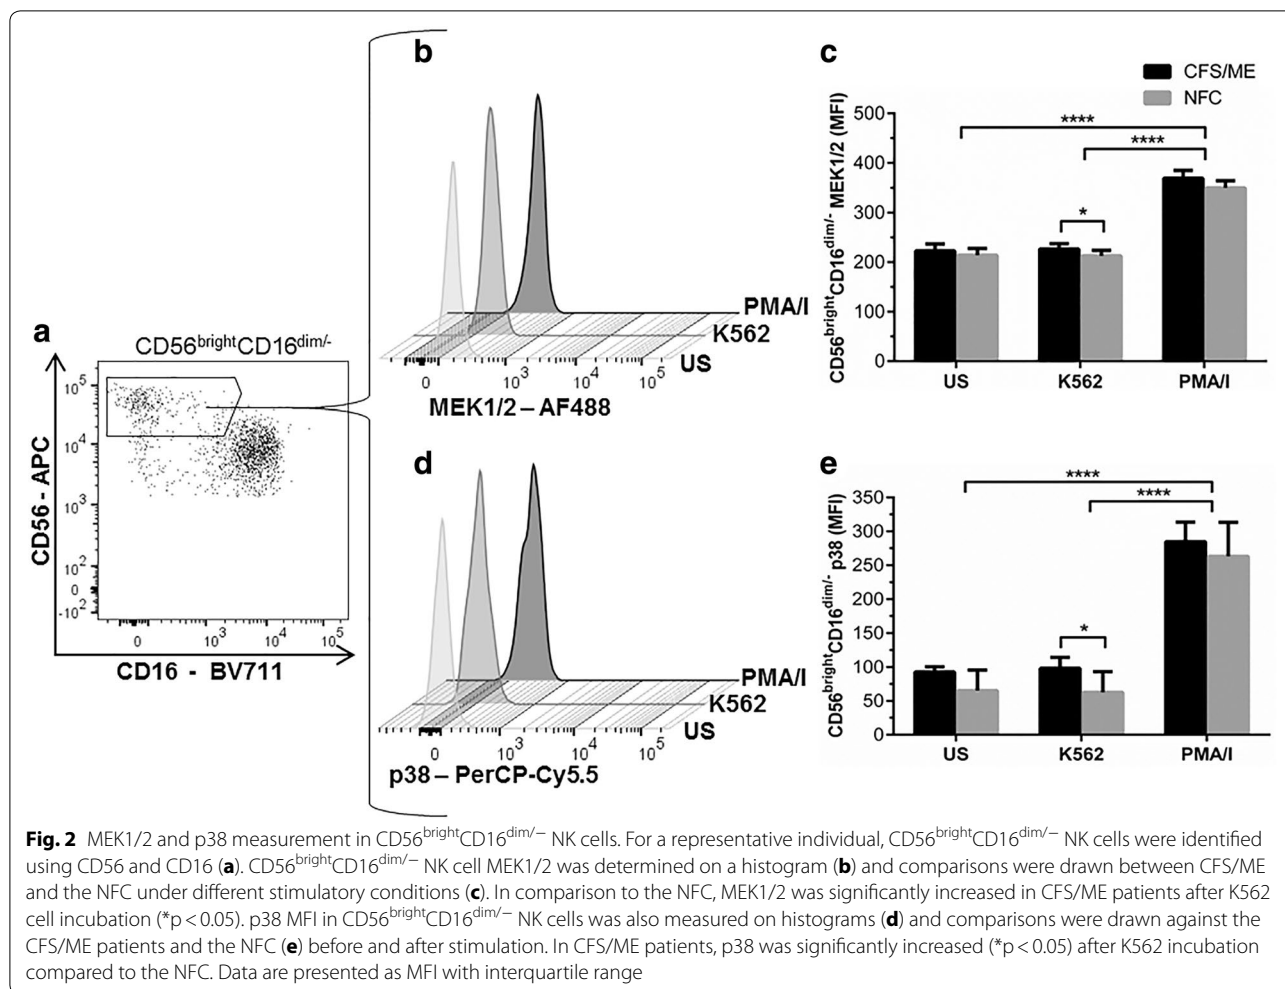 a
CD56brightCD16dim/-
10^5
10^4
10^3
10^2
0
-10^2
CD56 - APC
0 10^3 10^4 10^5
CD16 - BV711
b
PMA/I
K562
US
0 10^3 10^5
MEK1/2 – AF488
c
CFS/ME
NFC
CD56brightCD16dim/- MEK1/2 (MFI)
500
400
300
200
100
0
****
****
*
US K562 PMA/I
d
PMA/I
K562
US
0 10^3 10^5
p38 – PerCP-Cy5.5
e
CD56brightCD16dim/- p38 (MFI)
350
300
250
200
150
100
50
0
****
****
*
US K562 PMA/I
Fig. 2 MEK1/2 and p38 measurement in CD56brightCD16dim/− NK cells. For a representative individual, CD56brightCD16dim/− NK cells were identified
using CD56 and CD16 (a). CD56brightCD16dim/− NK cell MEK1/2 was determined on a histogram (b) and comparisons were drawn between CFS/ME
and the NFC under different stimulatory conditions (c). In comparison to the NFC, MEK1/2 was significantly increased in CFS/ME patients after K562
cell incubation (*p < 0.05). p38 MFI in CD56brightCD16dim/− NK cells was also measured on histograms (d) and comparisons were drawn against the
CFS/ME patients and the NFC (e) before and after stimulation. In CFS/ME patients, p38 was significantly increased (*p < 0.05) after K562 incubation
compared to the NFC. Data are presented as MFI with interquartile range